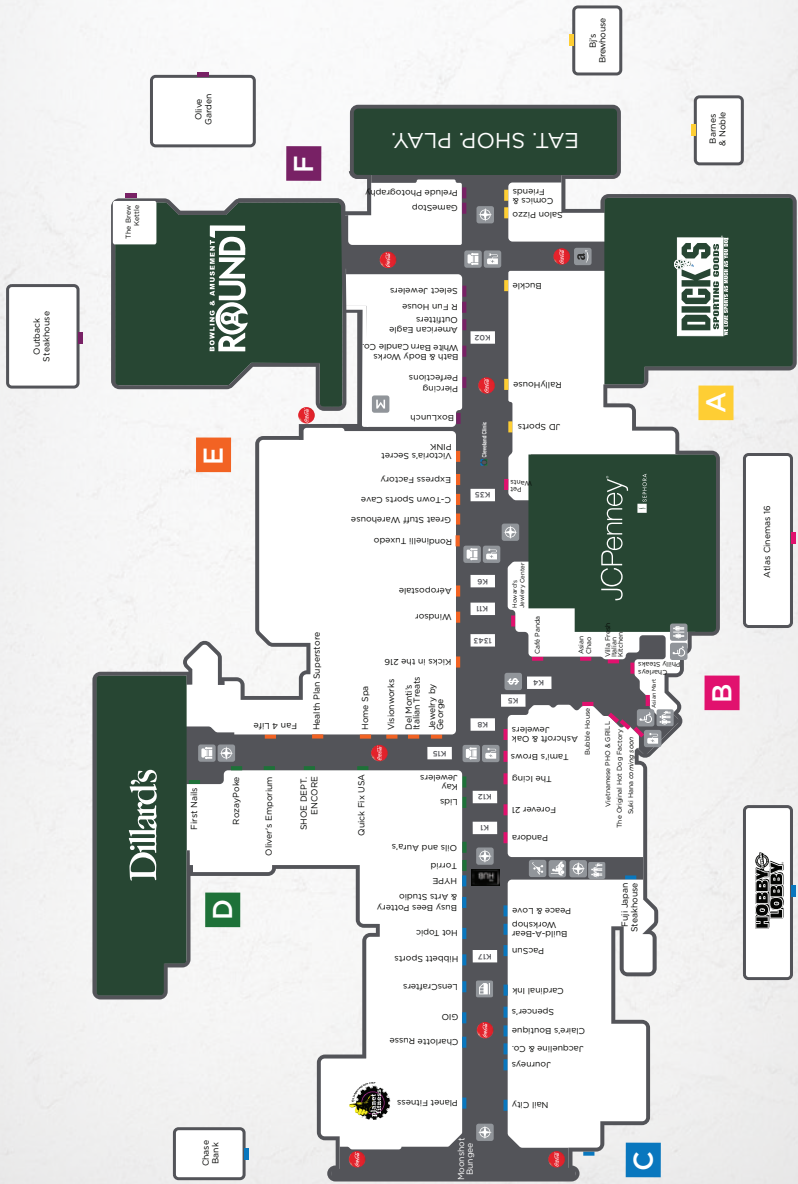 Bj's
Brewhouse
Olive
Garden
Barnes
& Noble
EAT. SHOP. PLAY.
F
The Brew
Kettle
BOWLING & AMUSEMENT
ROUND1
Prelude Photography
GameStop
Friends
Comics &
Salon Pizzo
a
DICK'S
SPORTING GOODS
Outback
Steakhouse
Select Jewelers
R Fun House
American Eagle
Outfitters
K02
Bath & Body Works
White Barn Candle Co.
Piercing
Perfections
BoxLunch
Buckle
RallyHouse
JD Sports
A
Cleveland Clinic
E
Victoria's Secret
PINK
Express Factory
C-Town Sports Cave
K35
Great Stuff Warehouse
Rondinelli Tuxedo
Pat
Wants
JCPenney
SEPHORA
Atlas Cinemas 16
K6
Aéropostale
K11
Windsor
1343
Kicks in the 216
Howard's
Jewlery Center
Café Panda
Asian
Chao
Villa Fresh
Italian
Kitchen
Charleys
Philly Steaks
Asian Mart
B
$
K4
K5
K8
K15
Dillard's
Fan 4 Life
Health Plan Superstore
Home Spa
Visionworks
Del Monti's
Italian Treats
Jewelry by
George
First Nails
RozayPoke
Oliver's Emporium
SHOE DEPT.
ENCORE
Quick Fix USA
Kay
Jewelers
Lids
K12
K1
Oils and Aura's
Torrid
HYPE
Ashcroft & Oak
Jewelers
Tami's Brows
The Icing
Forever 21
Pandora
Bubble House
Vietnamese PHO & GRILL
The Original Hot Dog Factory
Suki Hana coming soon
D
Busy Bees Pottery
& Arts Studio
Hot Topic
Hibbett Sports
K17
LensCrafters
GIO
Charlotte Russe
Planet Fitness
planet
fitness
Peace & Love
Build-A-Bear
Workshop
PacSun
Cardinal Ink
Spencer's
Claire's Boutique
Jacqueline & Co.
Journeys
Nail City
Fuji Japan
Steakhouse
HOBBY
LOBBY
Chase
Bank
Moonshot
Bungee
C